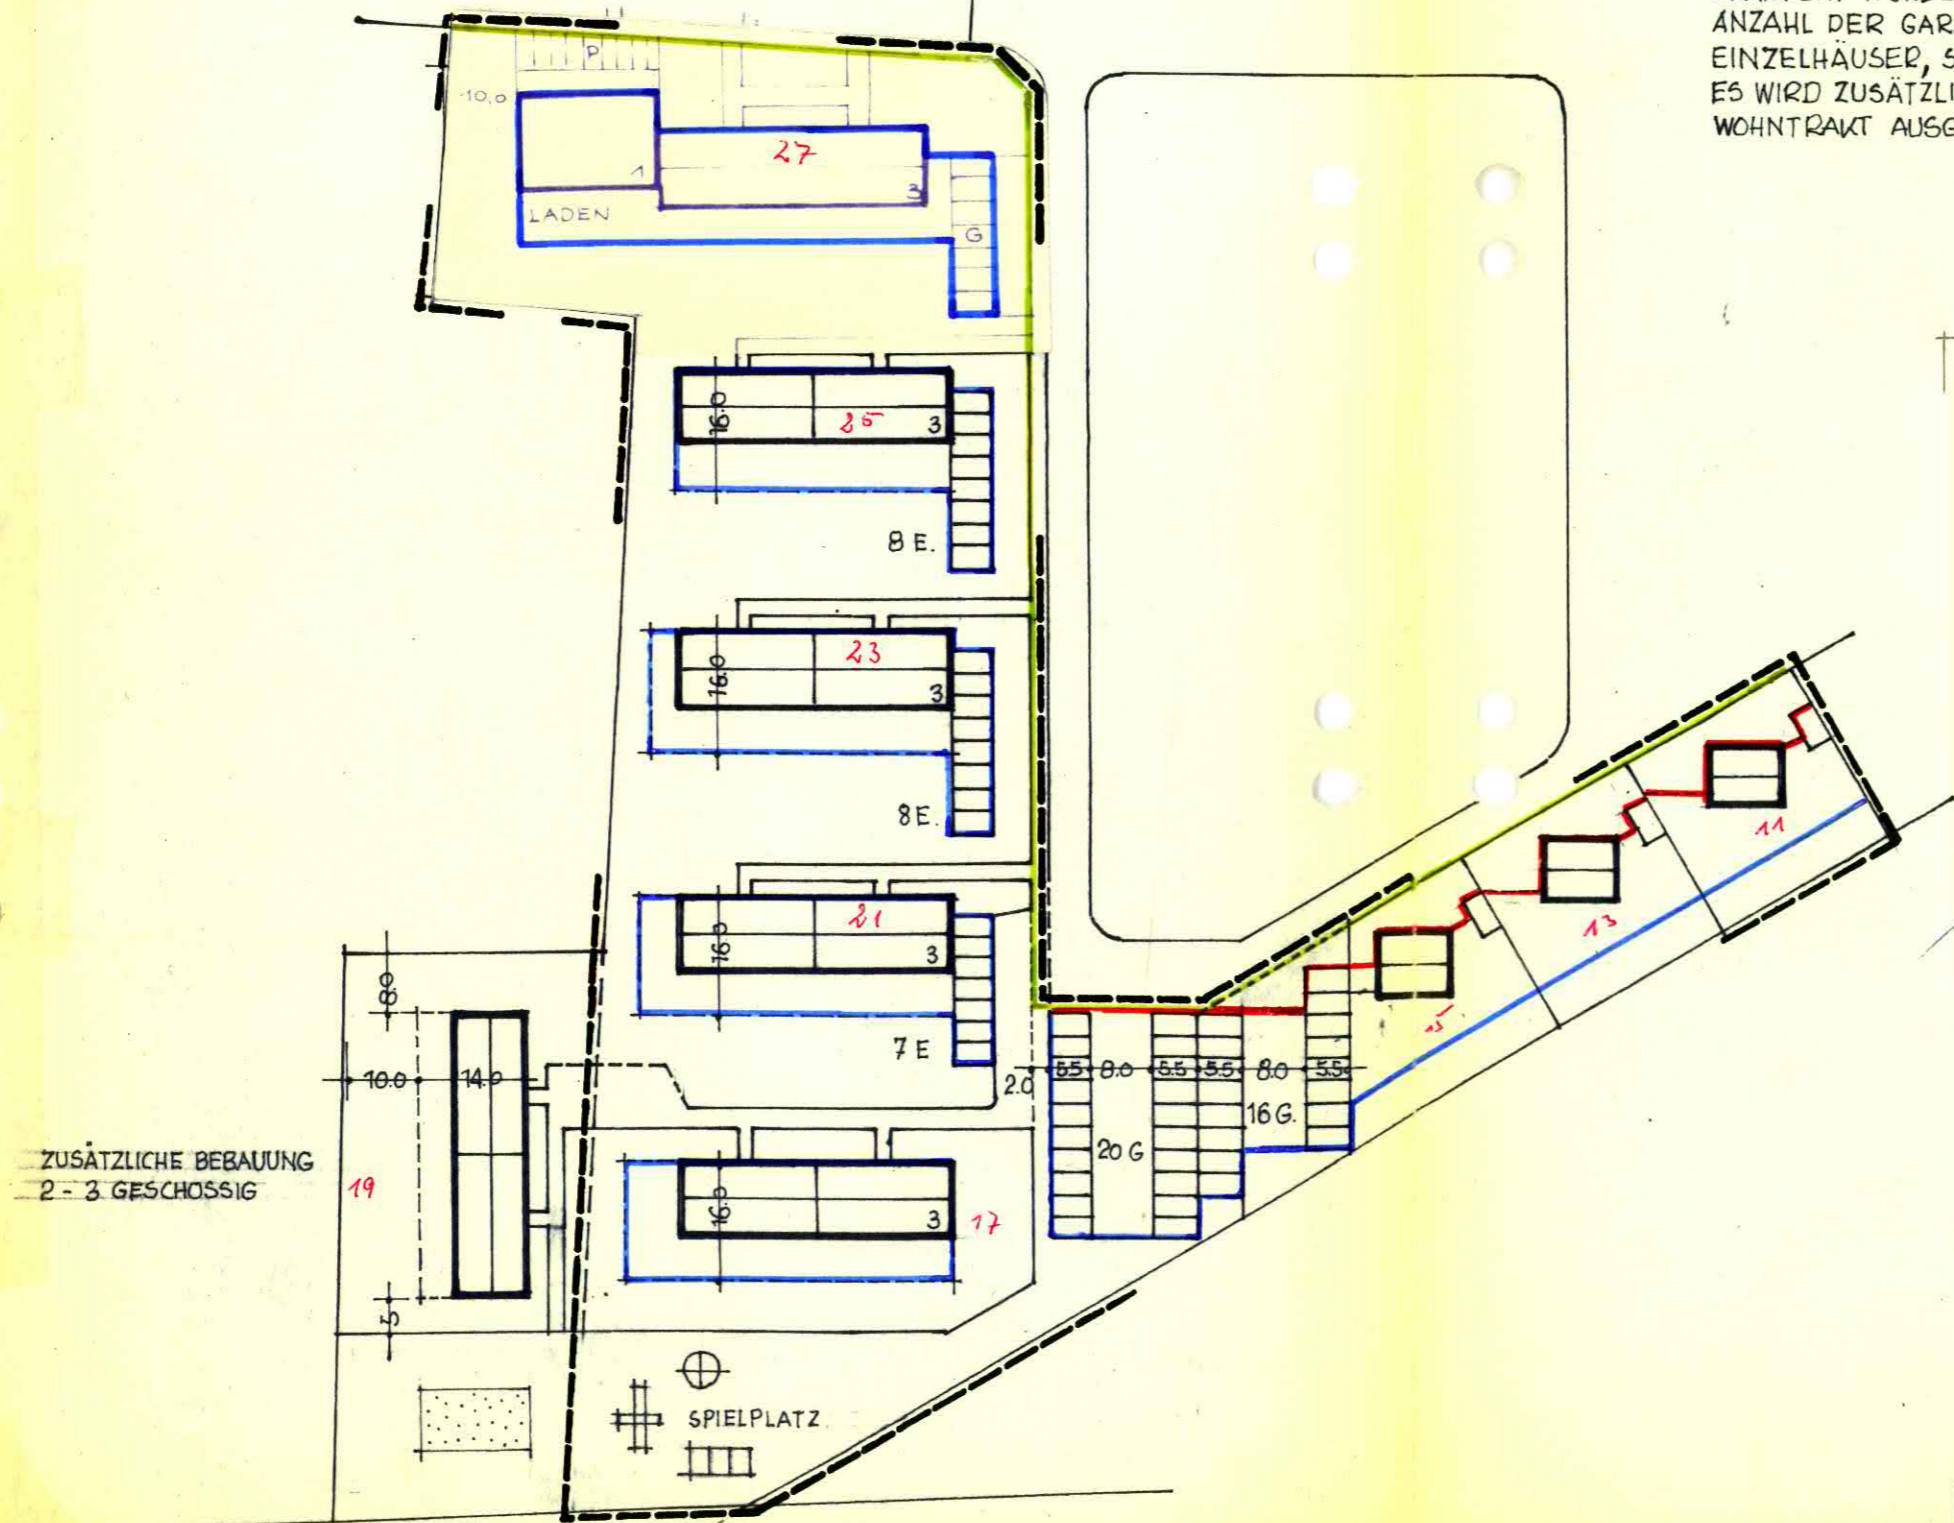 ANZAHL DER GAR
EINZELHÄUSER, S
ES WIRD ZUSÄTZLI
WOHNTRAKT AUSG
P
10,0
27
1
3
LADEN
G
16.0
25
3
8 E.
23
16.0
3
8 E.
21
16.0
3
7 E
11
13
15
8.0
10.0
14.0
2.0
5.5
8.0
5.5
5.5
8.0
5.5
16 G.
20 G
ZUSÄTZLICHE BEBAUUNG
2 - 3 GESCHOSSIG
19
16.0
3
17
5
SPIELPLATZ